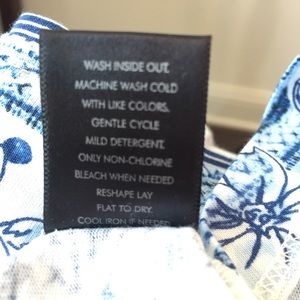 WASH INSIDE OUT.
MACHINE WASH COLD
WITH LIKE COLORS.
GENTLE CYCLE
MILD DETERGENT.
ONLY NON-CHLORINE
BLEACH WHEN NEEDED
RESHAPE LAY
FLAT TO DRY.
COOL IRON IF NEEDED